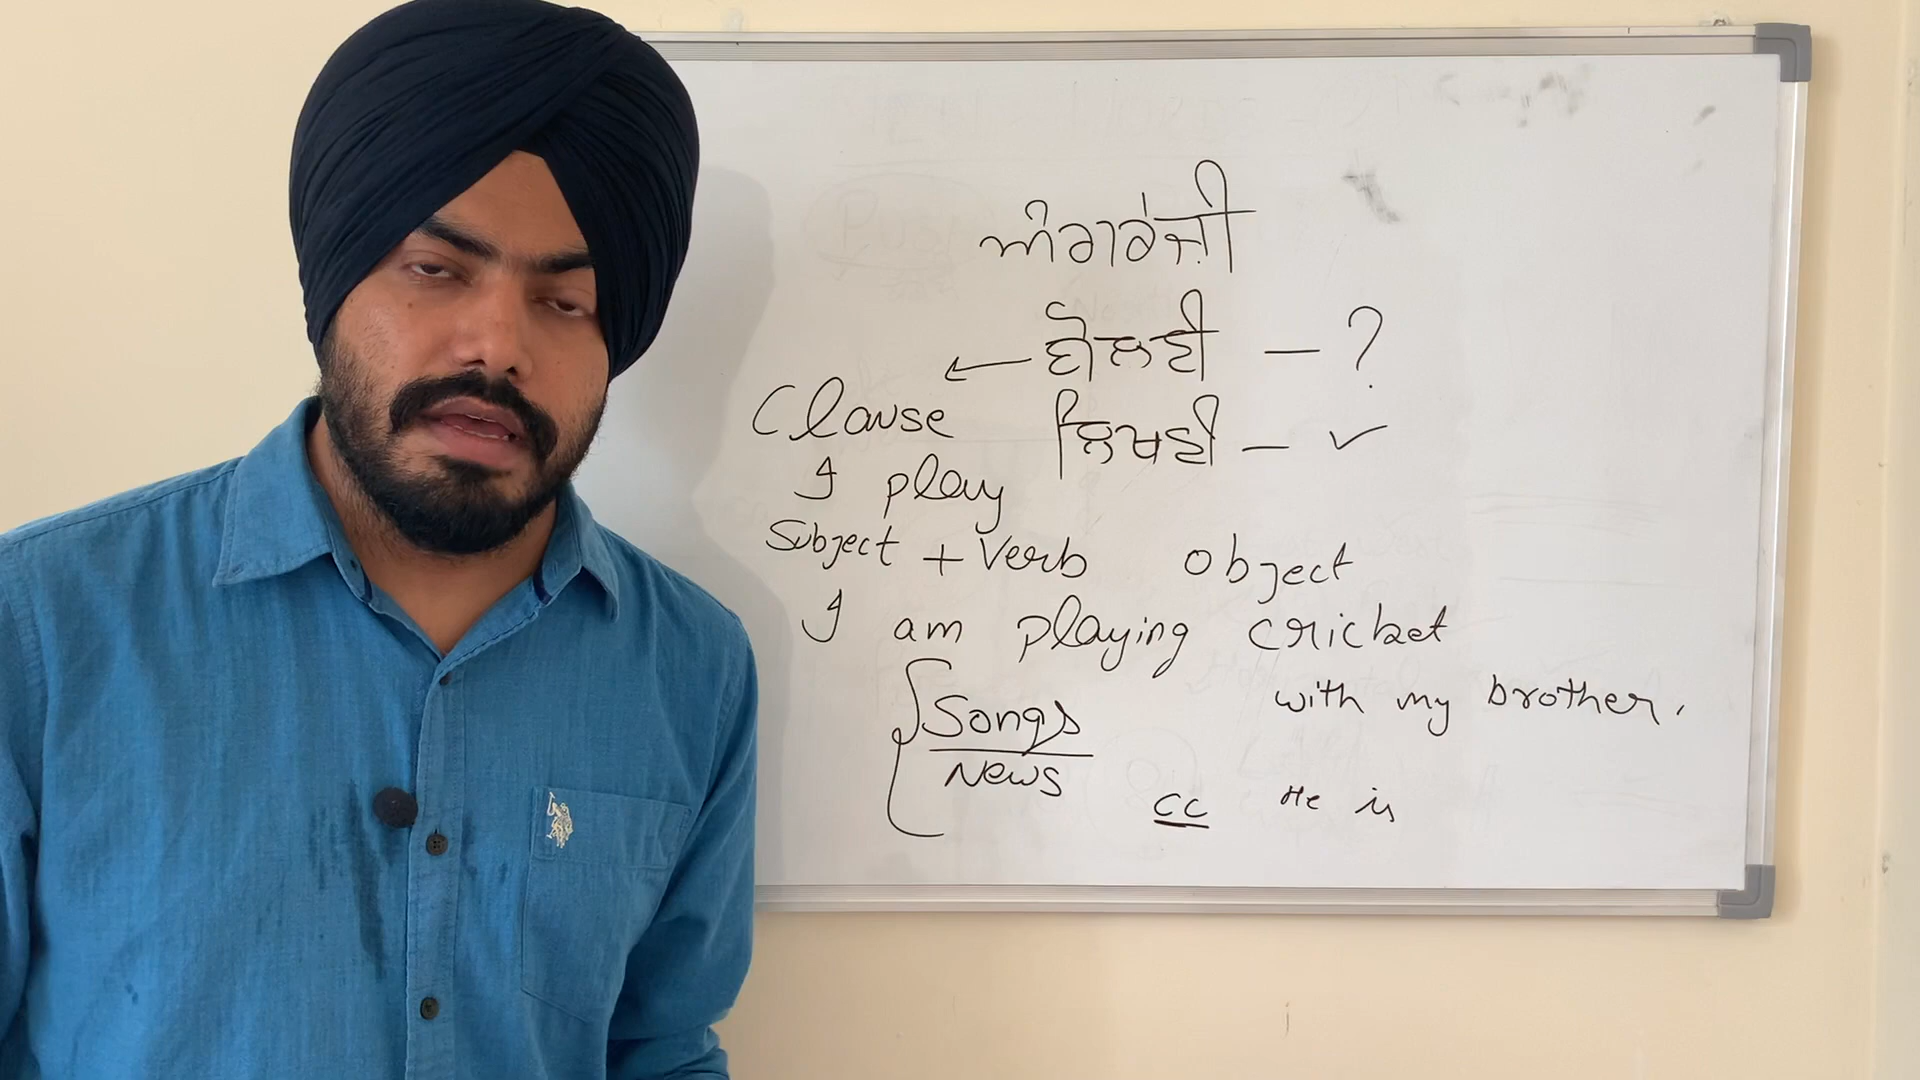 ਅੰਗਰੇਜ਼ੀ
ਬੋਲਣੀ - ?
Clause ਲਿਖਣੀ - ✓
I play
Subject + Verb object
I am playing cricket
with my brother.
Songs
News
CC He is